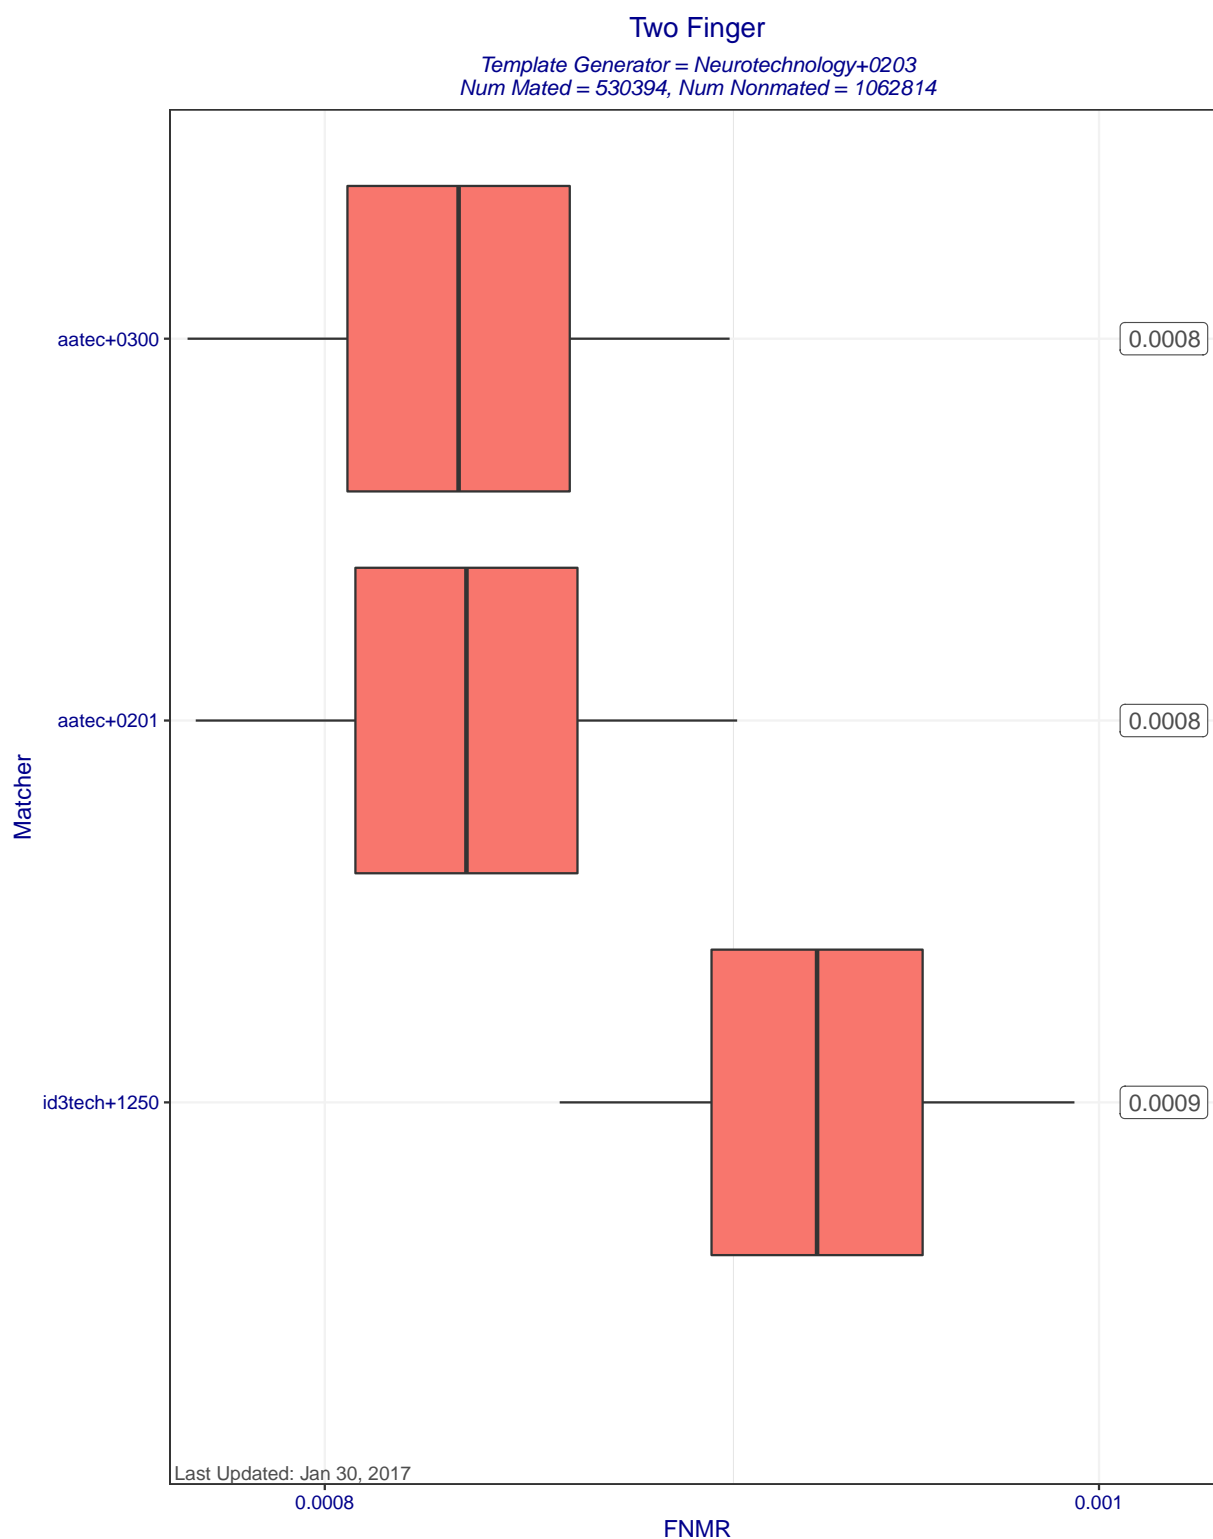 Two Finger
Template Generator = Neurotechnology+0203
Num Mated = 530394, Num Nonmated = 1062814
aatec+0300
0.0008
aatec+0201
0.0008
Matcher
id3tech+1250
0.0009
Last Updated: Jan 30, 2017
0.0008
0.001
FNMR